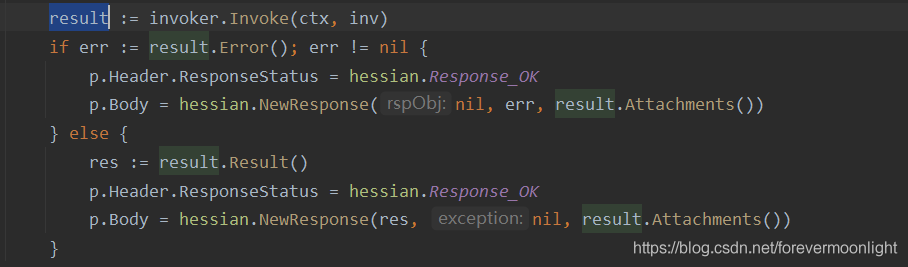 result := invoker.Invoke(ctx, inv)
if err := result.Error(); err != nil {
    p.Header.ResponseStatus = hessian.Response_OK
    p.Body = hessian.NewResponse( rspObj: nil, err, result.Attachments())
} else {
    res := result.Result()
    p.Header.ResponseStatus = hessian.Response_OK
    p.Body = hessian.NewResponse(res, exception: nil, result.Attachments())
}
https://blog.csdn.net/forevermoonlight